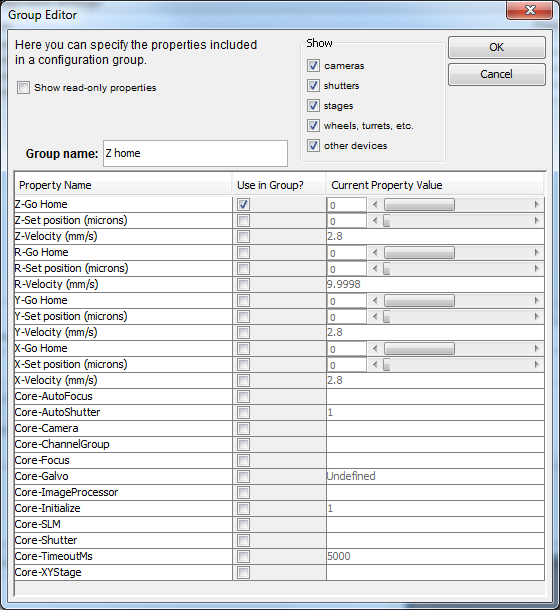 Group Editor
Here you can specify the properties included
in a configuration group.
Show read-only properties
Show
cameras
shutters
stages
wheels, turrets, etc.
other devices
OK
Cancel
Group name: Z home
Property Name Use in Group? Current Property Value
Z-Go Home 0
Z-Set position (microns) 0
Z-Velocity (mm/s) 2.8
R-Go Home 0
R-Set position (microns) 0
R-Velocity (mm/s) 9.9998
Y-Go Home 0
Y-Set position (microns) 0
Y-Velocity (mm/s) 2.8
X-Go Home 0
X-Set position (microns) 0
X-Velocity (mm/s) 2.8
Core-AutoFocus
Core-AutoShutter 1
Core-Camera
Core-ChannelGroup
Core-Focus
Core-Galvo Undefined
Core-ImageProcessor
Core-Initialize 1
Core-SLM
Core-Shutter
Core-TimeoutMs 5000
Core-XYStage